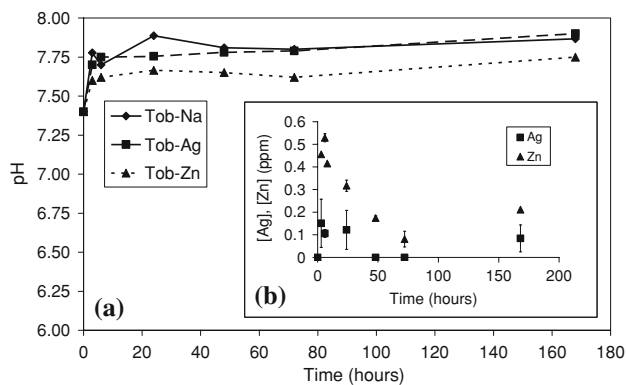 8.00
7.75
7.50
7.25
7.00
6.75
6.50
6.25
6.00
pH
Tob-Na
Tob-Ag
Tob-Zn
(a)
0 20 40 60 80 100 120 140 160 180
Time (hours)
0.6
0.5
0.4
0.3
0.2
0.1
0
[Ag], [Zn] (ppm)
Ag
Zn
(b)
0 50 100 150 200
Time (hours)